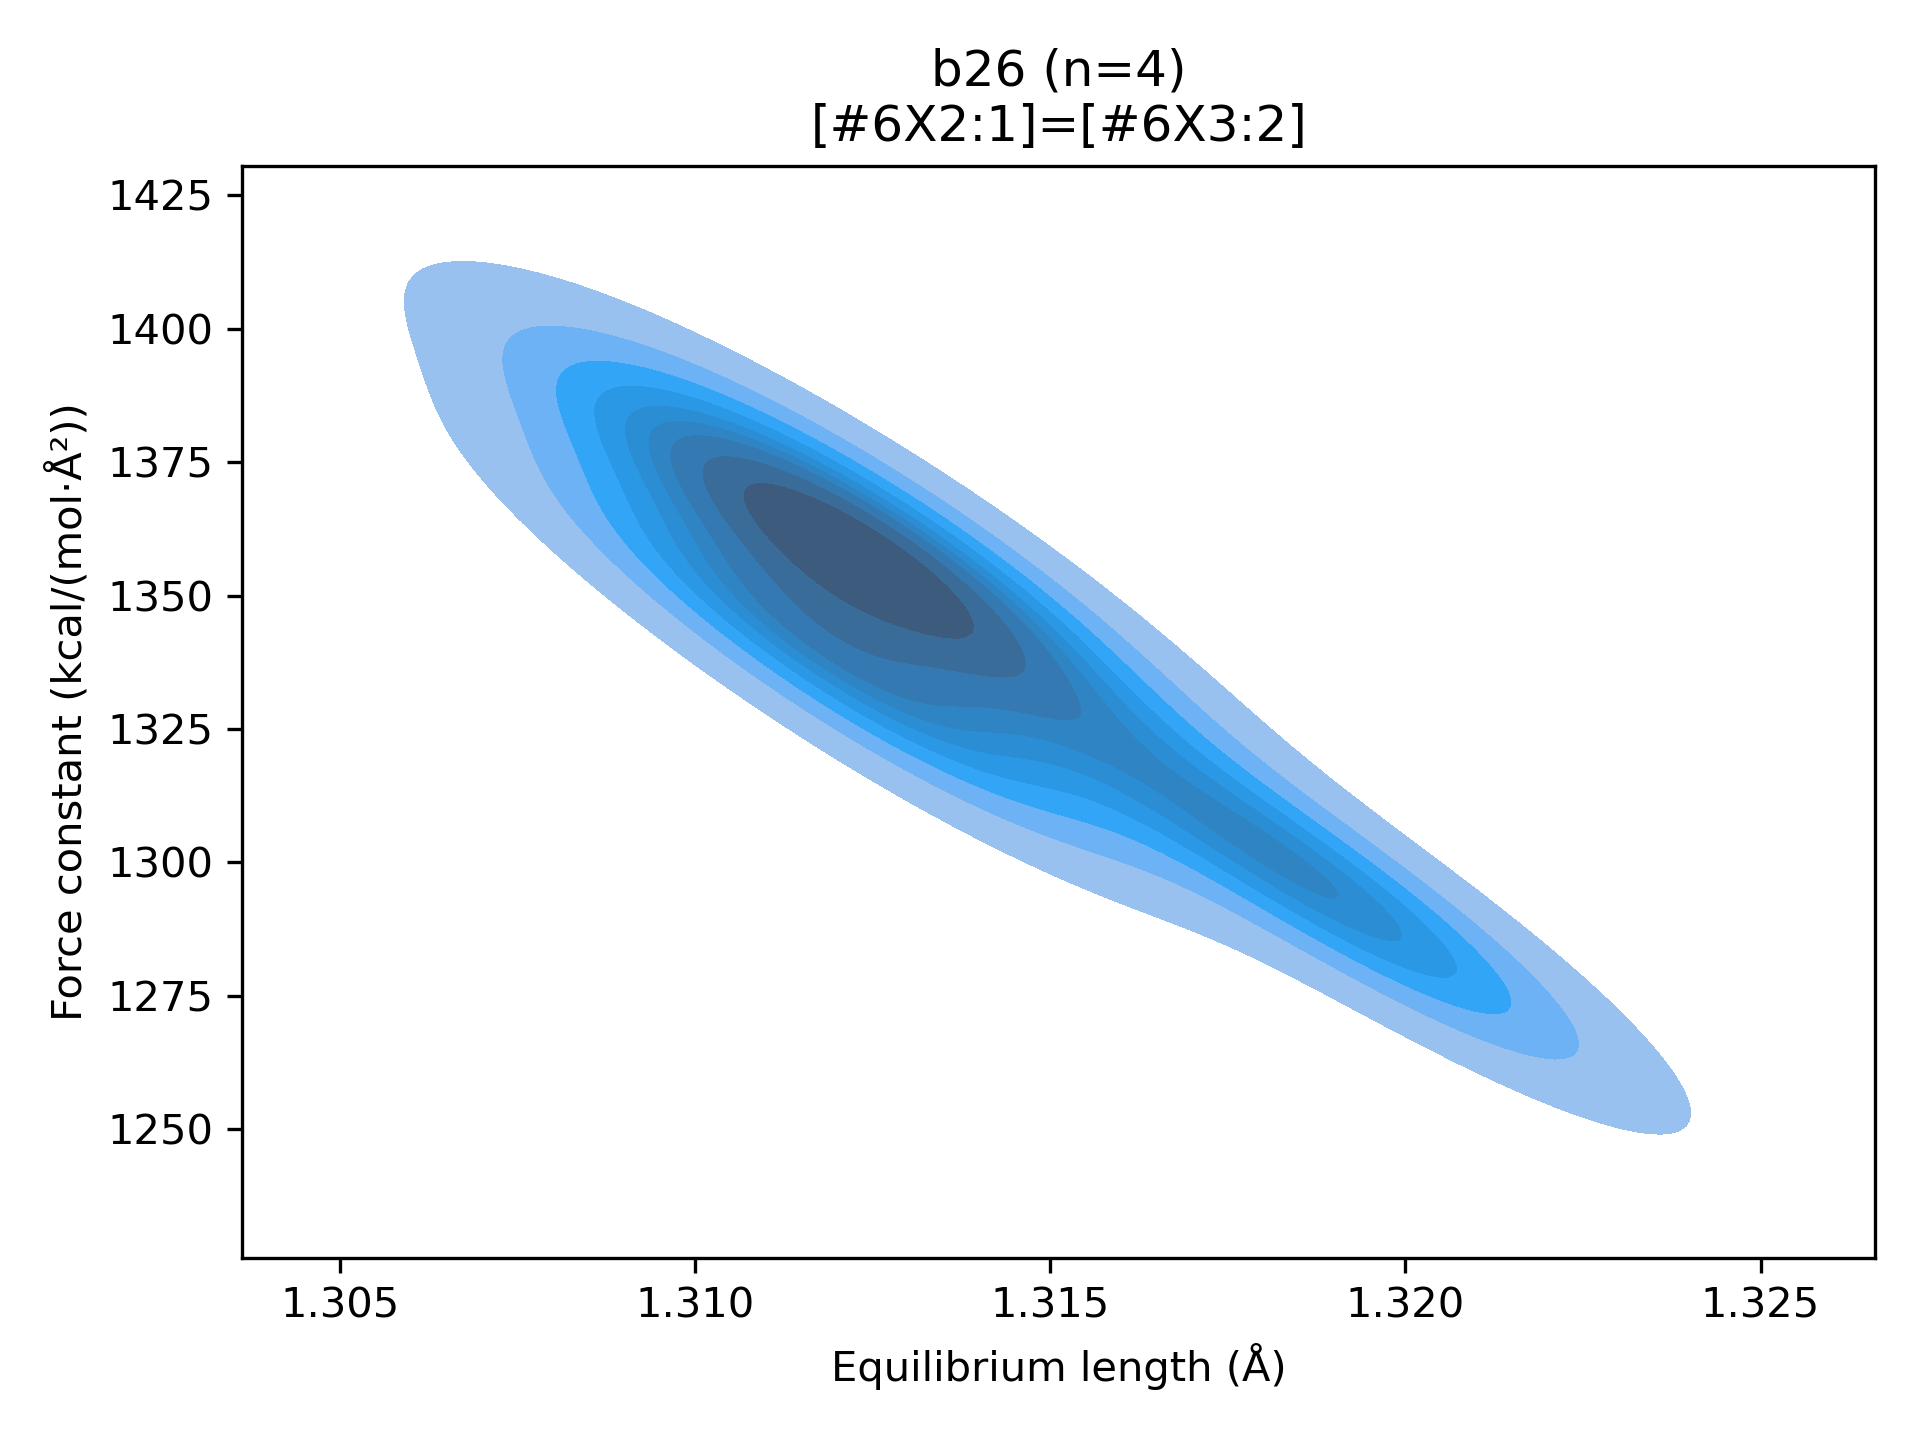 b26 (n=4)
[#6X2:1]=[#6X3:2]
1425
1400
1375
1350
1325
1300
1275
1250
Force constant (kcal/(mol·Å²))
1.305 1.310 1.315 1.320 1.325
Equilibrium length (Å)